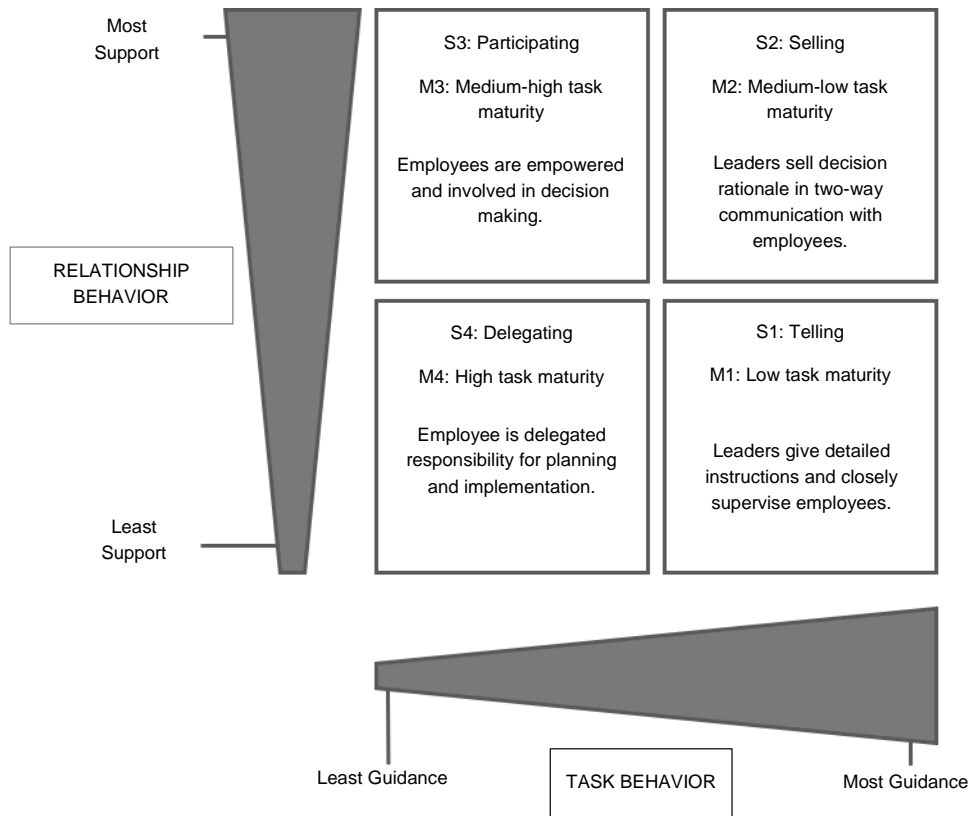 Most
Support
S3: Participating
M3: Medium-high task
maturity
Employees are empowered
and involved in decision
making.
S2: Selling
M2: Medium-low task
maturity
Leaders sell decision
rationale in two-way
communication with
employees.
RELATIONSHIP
BEHAVIOR
S4: Delegating
M4: High task maturity
Employee is delegated
responsibility for planning
and implementation.
S1: Telling
M1: Low task maturity
Leaders give detailed
instructions and closely
supervise employees.
Least
Support
Least Guidance
TASK BEHAVIOR
Most Guidance